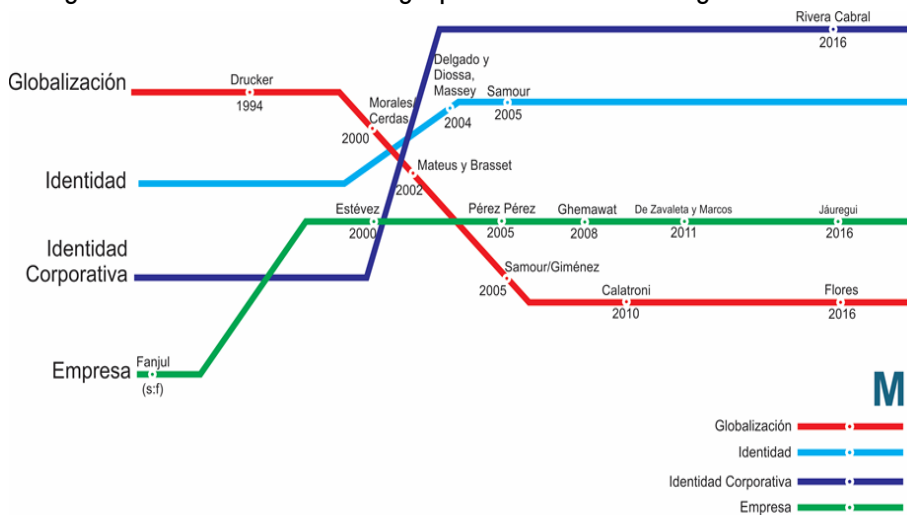 Rivera Cabral
2016
Globalización
Drucker
1994
Delgado y
Diossa,
Massey
2004
Samour
2005
Morales/
Cerdas
2000
Mateus y Brasset
2002
Identidad
Estévez
2000
Pérez Pérez
2005
Ghemawat
2008
De Zavaleta y Marcos
2011
Jáuregui
2016
Identidad
Corporativa
Samour/Giménez
2005
Calatroni
2010
Flores
2016
Empresa
Fanjul
(s:f)
M
Globalización
Identidad
Identidad Corporativa
Empresa